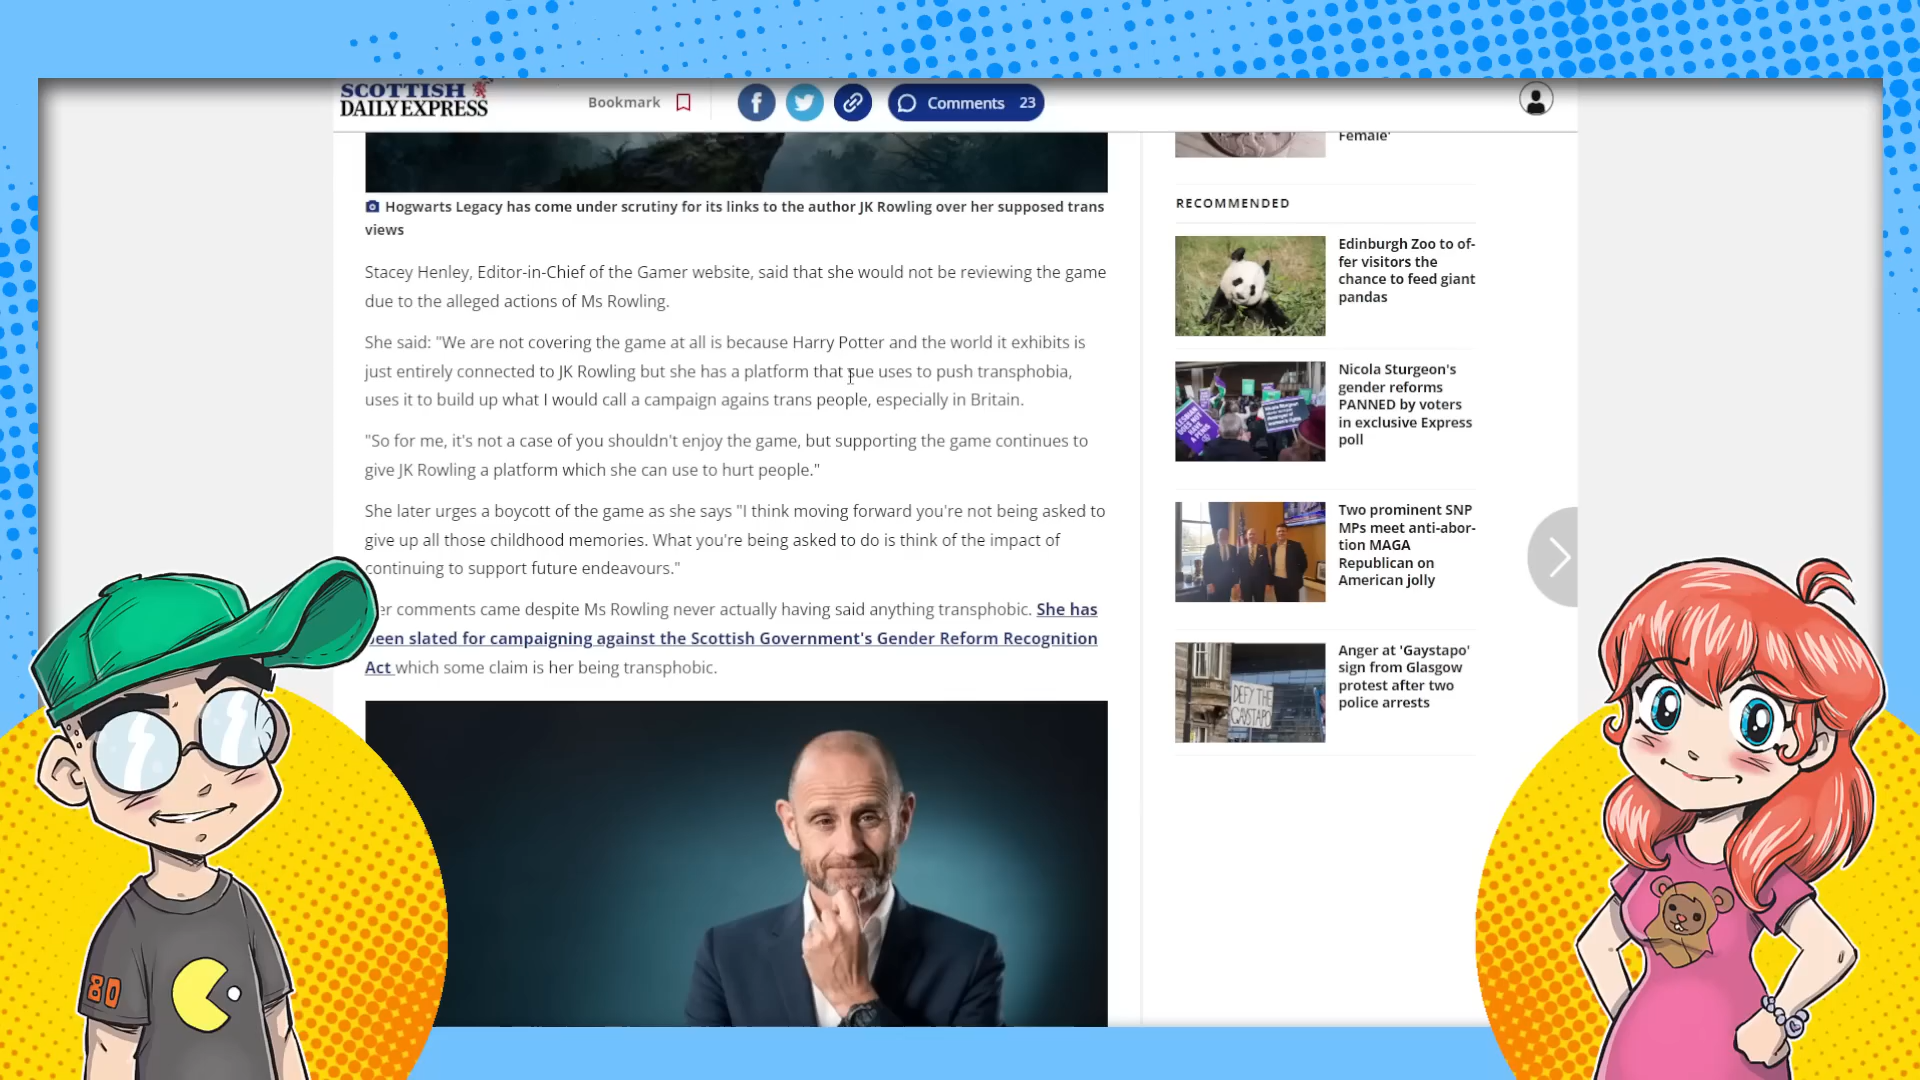 SCOTTISH
DAILY EXPRESS
Bookmark
Comments 23
Hogwarts Legacy has come under scrutiny for its links to the author JK Rowling over her supposed trans
views
Stacey Henley, Editor-in-Chief of the Gamer website, said that she would not be reviewing the game
due to the alleged actions of Ms Rowling.
She said: "We are not covering the game at all is because Harry Potter and the world it exhibits is
just entirely connected to JK Rowling but she has a platform that sue uses to push transphobia,
uses it to build up what I would call a campaign agains trans people, especially in Britain.
"So for me, it's not a case of you shouldn't enjoy the game, but supporting the game continues to
give JK Rowling a platform which she can use to hurt people."
She later urges a boycott of the game as she says "I think moving forward you're not being asked to
give up all those childhood memories. What you're being asked to do is think of the impact of
continuing to support future endeavours."
er comments came despite Ms Rowling never actually having said anything transphobic. She has
een slated for campaigning against the Scottish Government's Gender Reform Recognition
Act which some claim is her being transphobic.
Female'
RECOMMENDED
Edinburgh Zoo to of-
fer visitors the
chance to feed giant
pandas
Nicola Sturgeon's
gender reforms
PANNED by voters
in exclusive Express
poll
Two prominent SNP
MPs meet anti-abor-
tion MAGA
Republican on
American jolly
Anger at 'Gaystapo'
sign from Glasgow
protest after two
police arrests
DEFY THE
GAYSTAPO
80